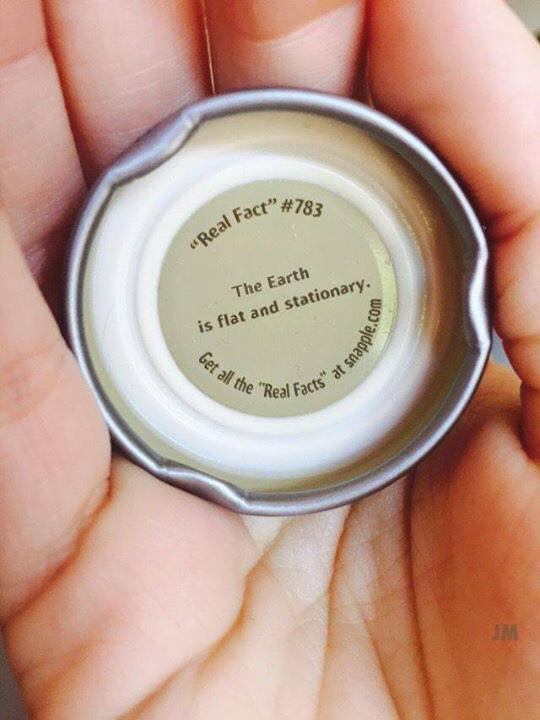 “Real Fact” #783
The Earth
is flat and stationary.
Get all the "Real Facts" at snapple.com
JM